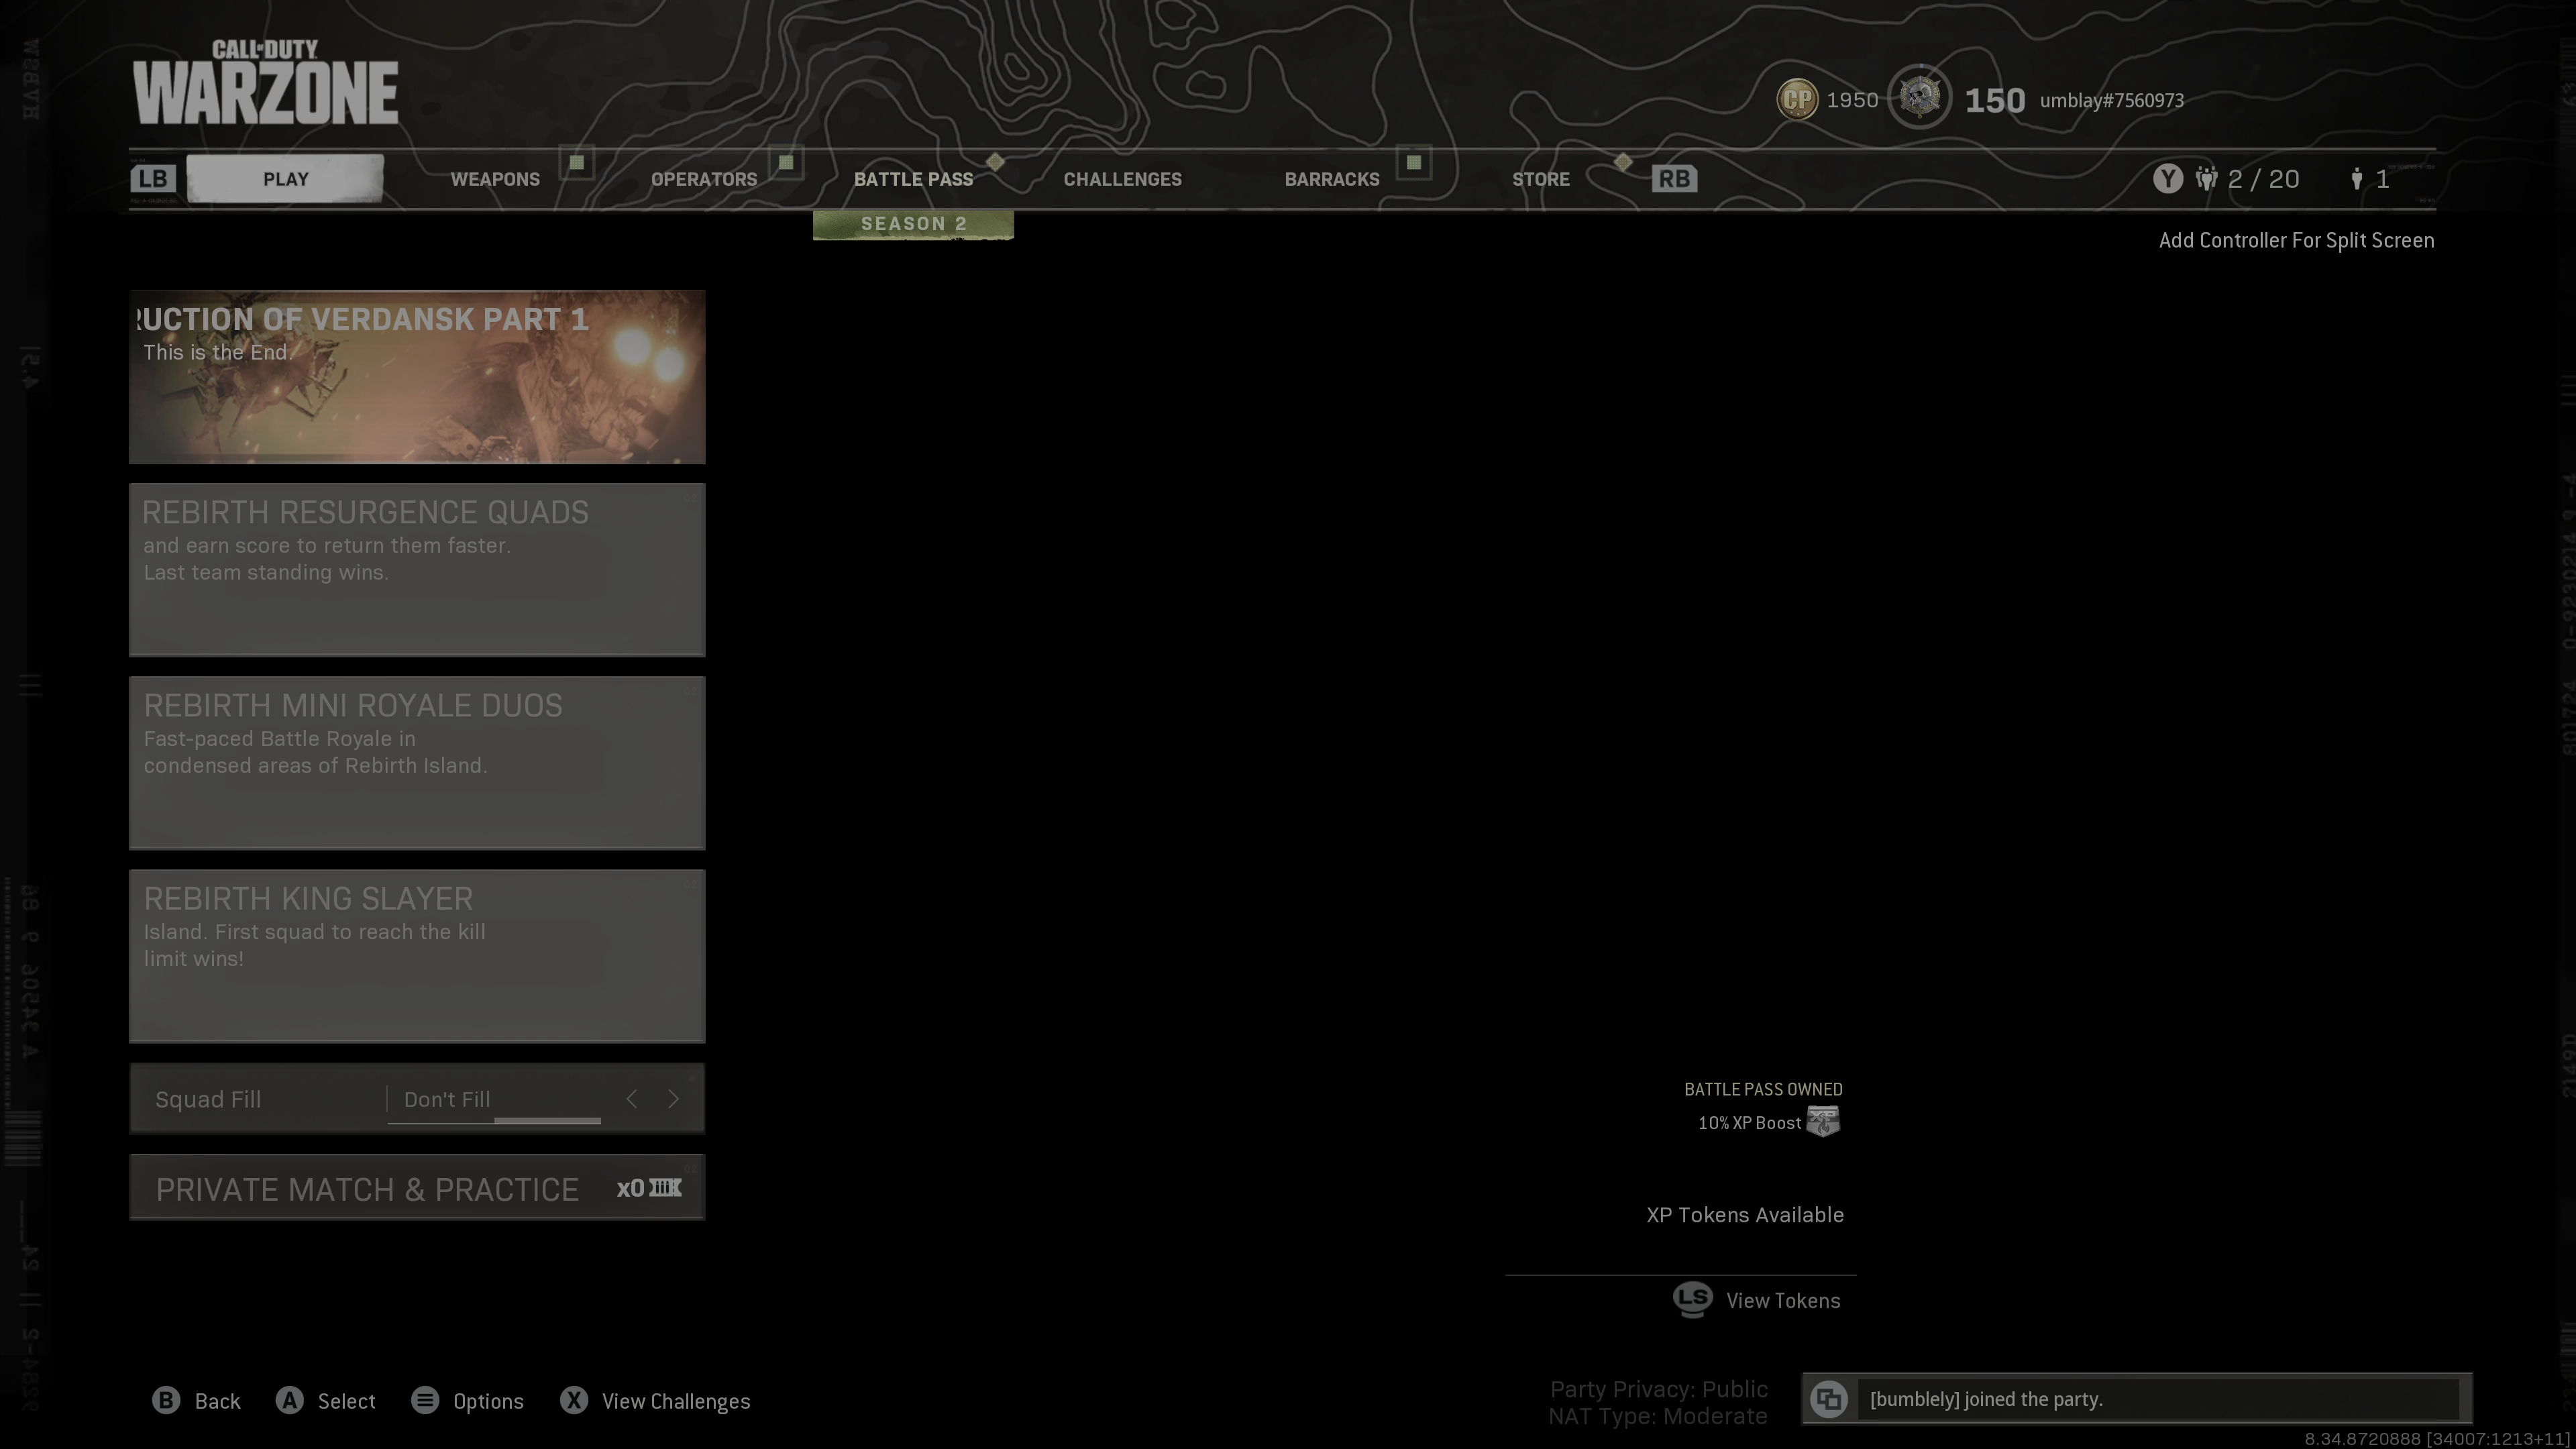 CALL OF DUTY
WARZONE
CP 1950 150 umblay#7560973
LB PLAY WEAPONS OPERATORS BATTLE PASS CHALLENGES BARRACKS STORE RB Y 2 / 20 1
SEASON 2
Add Controller For Split Screen
RUCTION OF VERDANSK PART 1
This is the End.
REBIRTH RESURGENCE QUADS
and earn score to return them faster.
Last team standing wins.
REBIRTH MINI ROYALE DUOS
Fast-paced Battle Royale in
condensed areas of Rebirth Island.
REBIRTH KING SLAYER
Island. First squad to reach the kill
limit wins!
Squad Fill Don't Fill
PRIVATE MATCH & PRACTICE x0
BATTLE PASS OWNED
10% XP Boost XP
XP Tokens Available
LS View Tokens
B Back A Select Options X View Challenges
Party Privacy: Public
NAT Type: Moderate
[bumblely] joined the party.
8.34.8720888 [34007:1213+11]